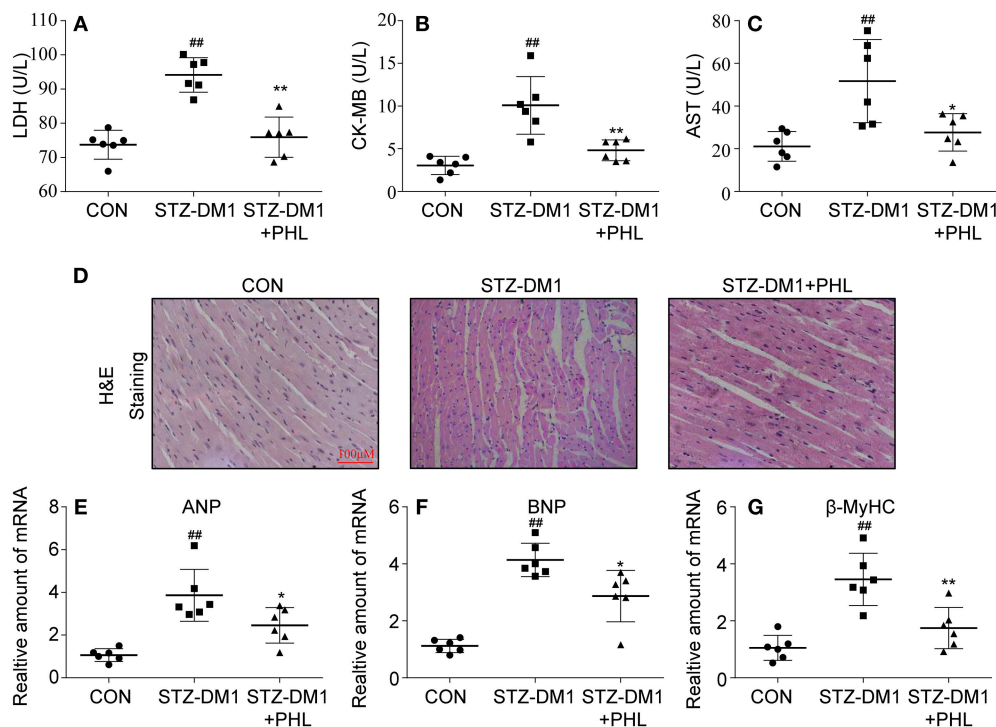 A
LDH (U/L)
110
100
90
80
70
60
##
**
CON
STZ-DM1
STZ-DM1
+PHL
B
CK-MB (U/L)
20
15
10
5
0
##
**
CON
STZ-DM1
STZ-DM1
+PHL
C
AST (U/L)
80
60
40
20
0
##
*
CON
STZ-DM1
STZ-DM1
+PHL
D
CON
STZ-DM1
STZ-DM1+PHL
H&E
Staining
100μM
E
ANP
Realtive amount of mRNA
8
6
4
2
0
##
*
CON
STZ-DM1
STZ-DM1
+PHL
F
BNP
Realtive amount of mRNA
6
4
2
0
##
*
CON
STZ-DM1
STZ-DM1
+PHL
G
β-MyHC
Realtive amount of mRNA
6
4
2
0
##
**
CON
STZ-DM1
STZ-DM1
+PHL